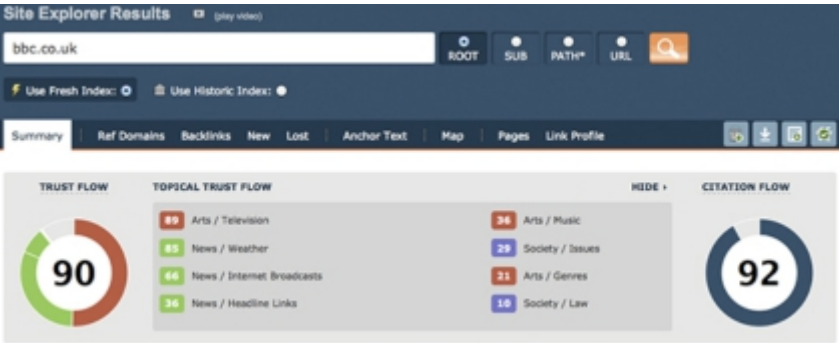 Site Explorer Results (play video)
bbc.co.uk
ROOT SUB PATH* URL
Use Fresh Index: Use Historic Index:
Summary Ref Domains Backlinks New Lost Anchor Text Map Pages Link Profile
TRUST FLOW TOPICAL TRUST FLOW HIDE CITATION FLOW
89 Arts / Television 36 Arts / Music
85 News / Weather 29 Society / Issues
66 News / Internet Broadcasts 21 Arts / Genres
36 News / Headline Links 10 Society / Law
90 92